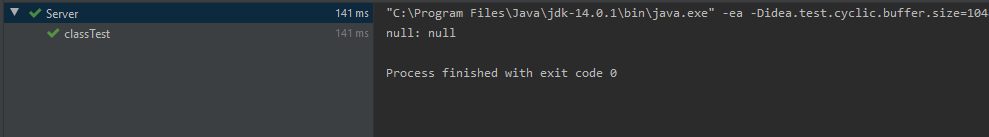 Server 141 ms
classTest 141 ms
"C:\Program Files\Java\jdk-14.0.1\bin\java.exe" -ea -Didea.test.cyclic.buffer.size=104
null: null
Process finished with exit code 0